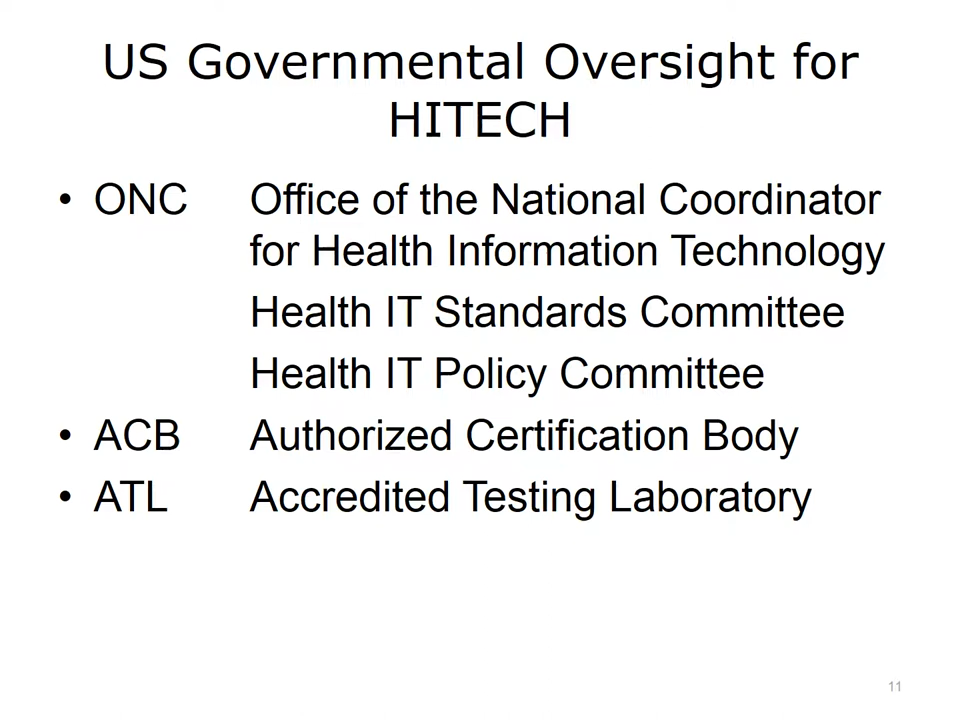 US Governmental Oversight for
HITECH
• ONC Office of the National Coordinator
for Health Information Technology
Health IT Standards Committee
Health IT Policy Committee
• ACB Authorized Certification Body
• ATL Accredited Testing Laboratory
11